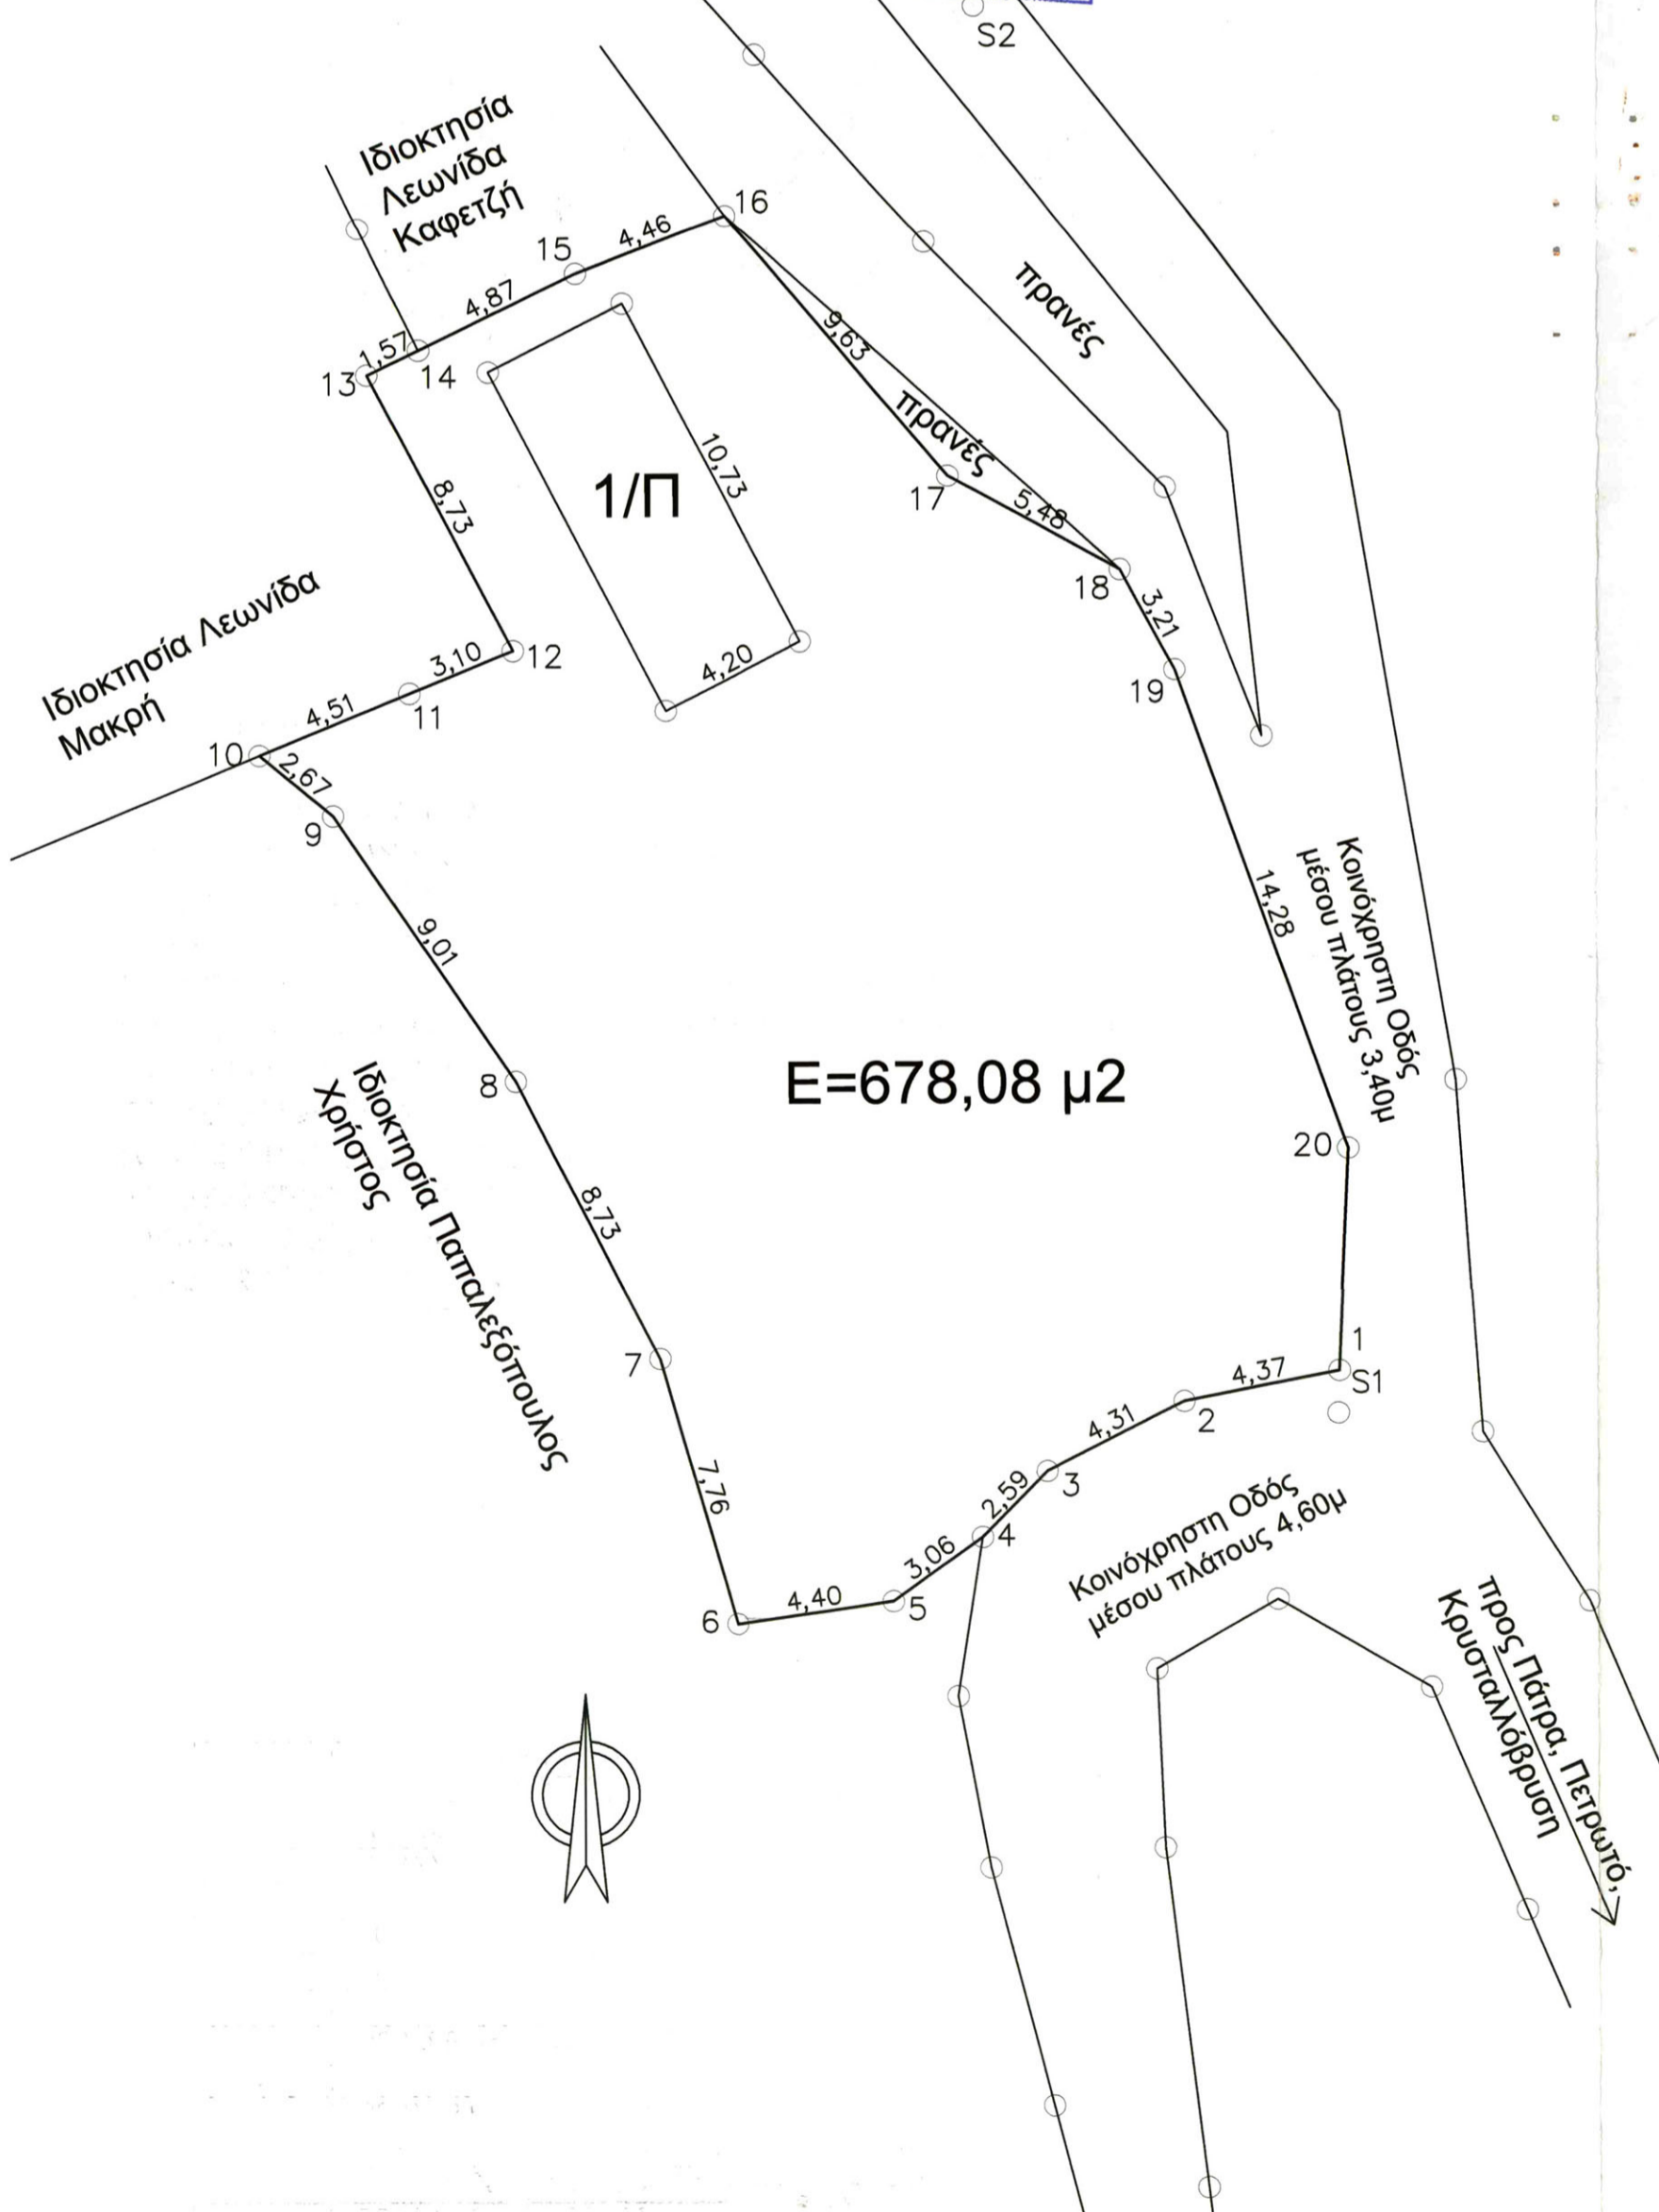 S2
Ιδιοκτησία
Λεωνίδα
Καφετζή
16
15
4,46
4,87
1,57
13
14
πρανές
9,63
πρανές
10,73
1/Π
8,73
17
5,48
18
3,21
19
Ιδιοκτησία Λεωνίδα
Μακρή
3,10
12
4,20
4,51
11
10
2,67
9
9,01
14,28
Κοινόχρηστη Οδός
μέσου πλάτους 3,40μ
E=678,08 μ2
8
20
Ιδιοκτησία Παπαλεξόπουλος
Χρήστος
8,73
7
1
S1
4,37
2
4,31
3
2,59
4
7,76
3,06
5
4,40
6
Κοινόχρηστη Οδός
μέσου πλάτους 4,60μ
προς Πάτρα, Πετρωτό,
Κρυσταλλόβρυση